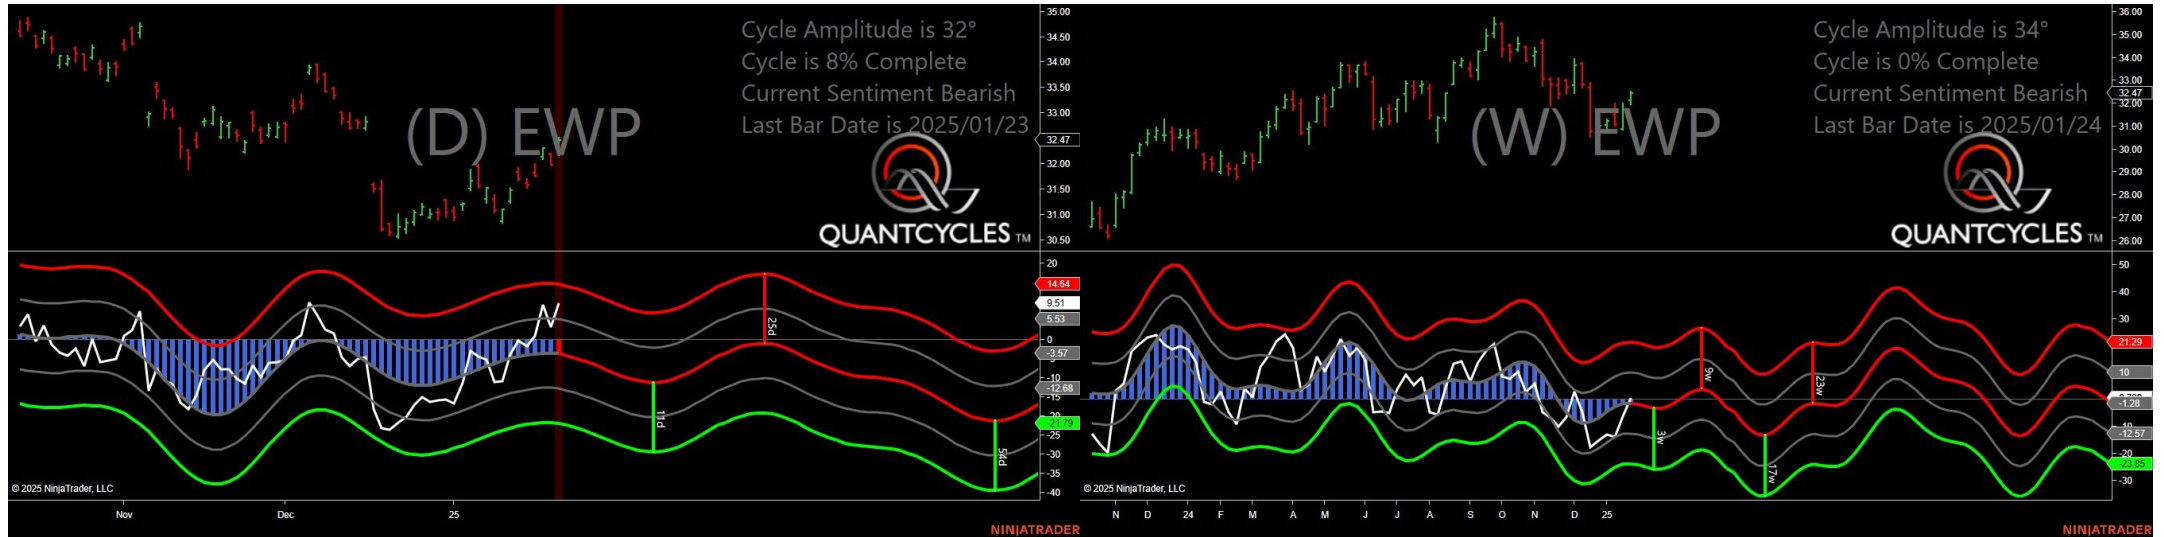 Cycle Amplitude is 32°
Cycle is 8% Complete
Current Sentiment Bearish
Last Bar Date is 2025/01/23
(D) EWP
QUANTCYCLES TM
35.00
34.50
34.00
33.50
33.00
32.47
32.00
31.50
31.00
30.50
20
14.64
9.51
5.53
0
-3.57
-10
-12.68
-15
-21.79
-25
-30
-35
-40
11d
25d
54d
© 2025 NinjaTrader, LLC
Nov
Dec
25
NINJATRADER
Cycle Amplitude is 34°
Cycle is 0% Complete
Current Sentiment Bearish
Last Bar Date is 2025/01/24
(W) EWP
QUANTCYCLES TM
36.00
35.00
34.00
33.00
32.47
32.00
31.00
30.00
29.00
28.00
27.00
26.00
50
40
30
21.29
10
-1.28
-12.57
-20
-23.85
-30
3w
9w
17w
23w
© 2025 NinjaTrader, LLC
N D 24 F M A M J J A S O N D 25
NINJATRADER